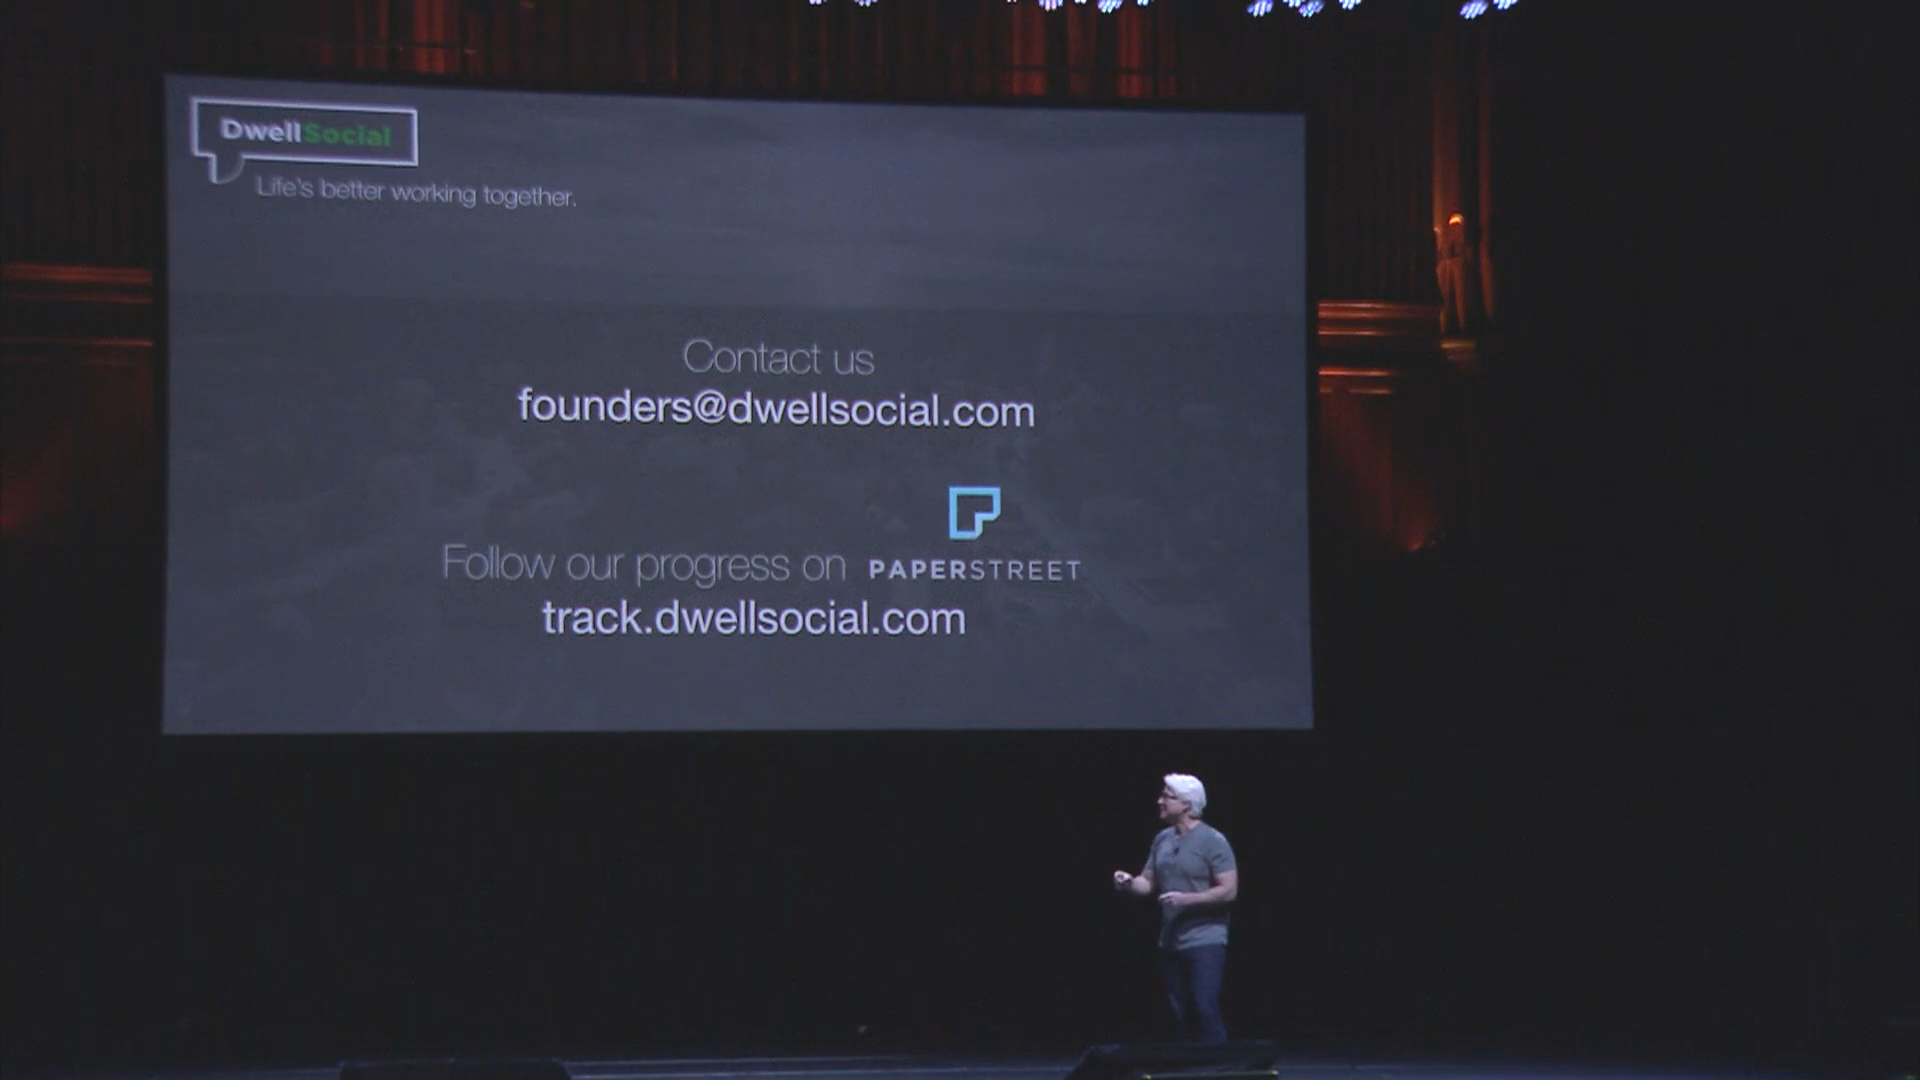 DwellSocial
Life's better working together.
Contact us
founders@dwellsocial.com
Follow our progress on PAPERSTREET
track.dwellsocial.com